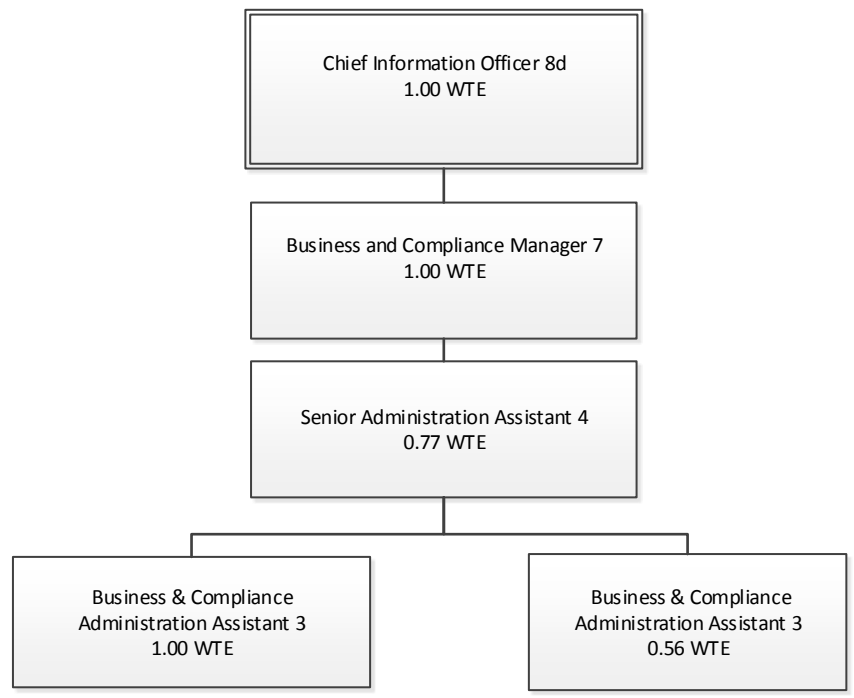 Chief Information Officer 8d
1.00 WTE
Business and Compliance Manager 7
1.00 WTE
Senior Administration Assistant 4
0.77 WTE
Business & Compliance
Administration Assistant 3
1.00 WTE
Business & Compliance
Administration Assistant 3
0.56 WTE